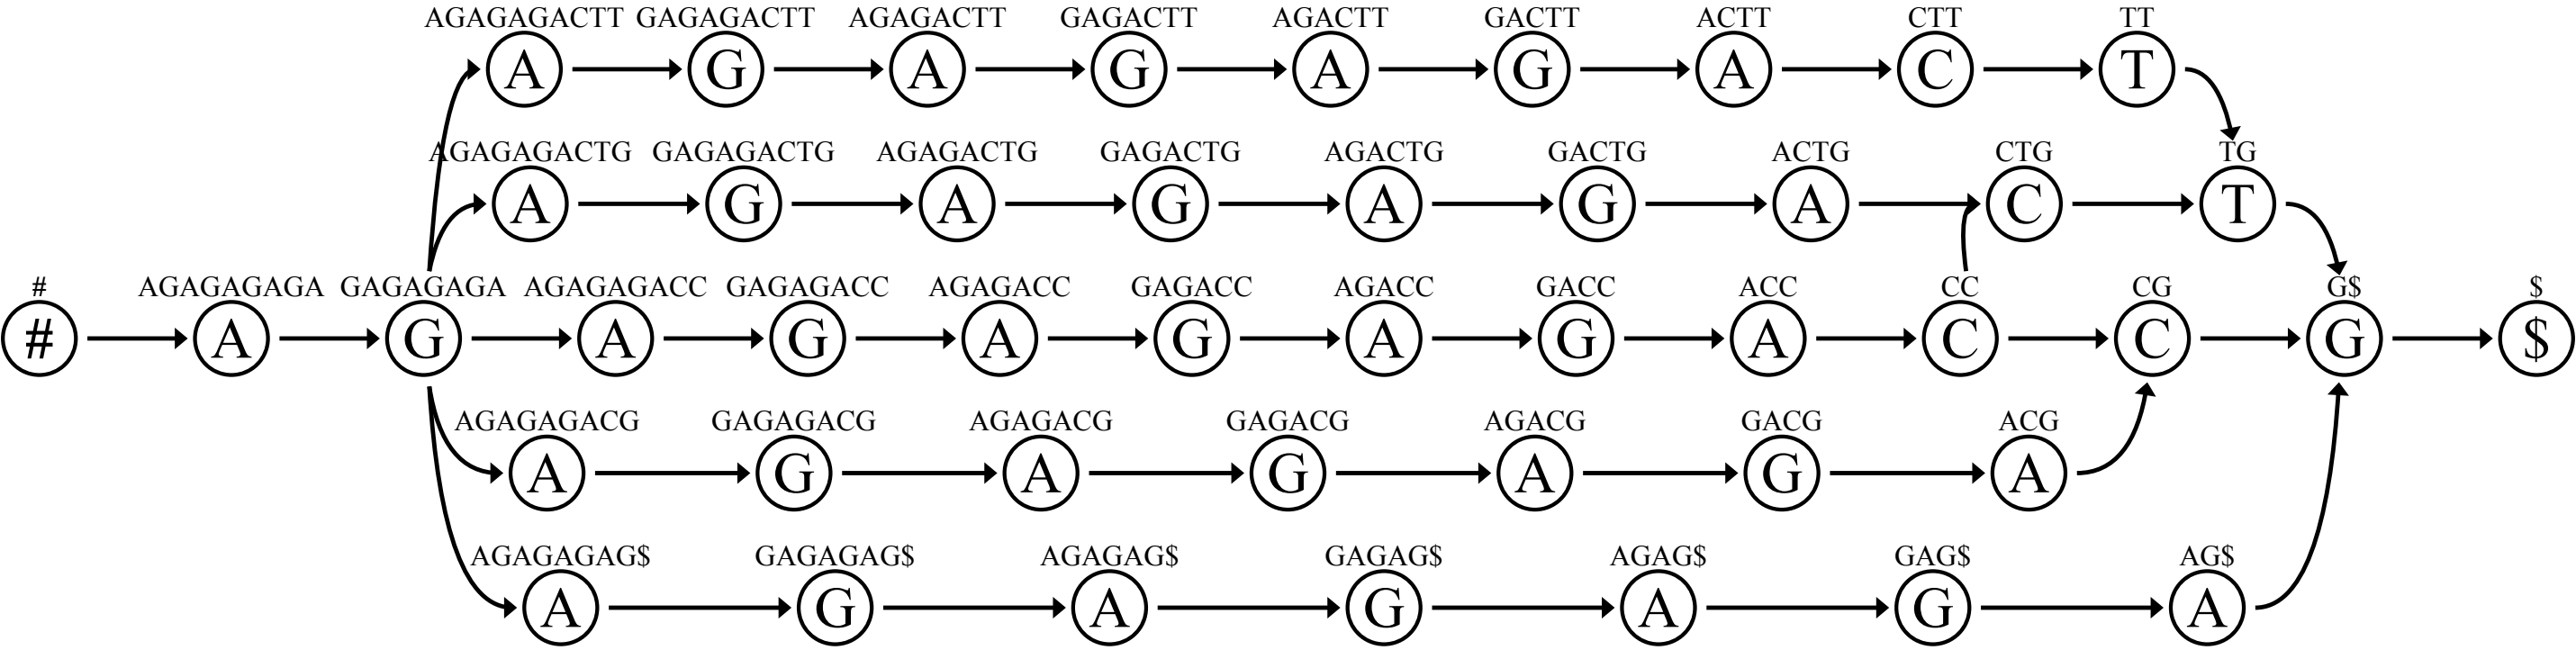 AGAGAGACTT GAGAGACTT AGAGACTT GAGACTT AGACTT GACTT ACTT CTT TT
A G A G A G A C T
AGAGAGACTG GAGAGACTG AGAGACTG GAGACTG AGACTG GACTG ACTG CTG TG
A G A G A G A C T
# AGAGAGAGA GAGAGAGA AGAGAGACC GAGAGACC AGAGACC GAGACC AGACC GACC ACC CC CG G$ $
# A G A G A G A G A C C G $
AGAGAGACG GAGAGACG AGAGACG GAGACG AGACG GACG ACG
A G A G A G A
AGAGAGAG$ GAGAGAG$ AGAGAG$ GAGAG$ AGAG$ GAG$ AG$
A G A G A G A